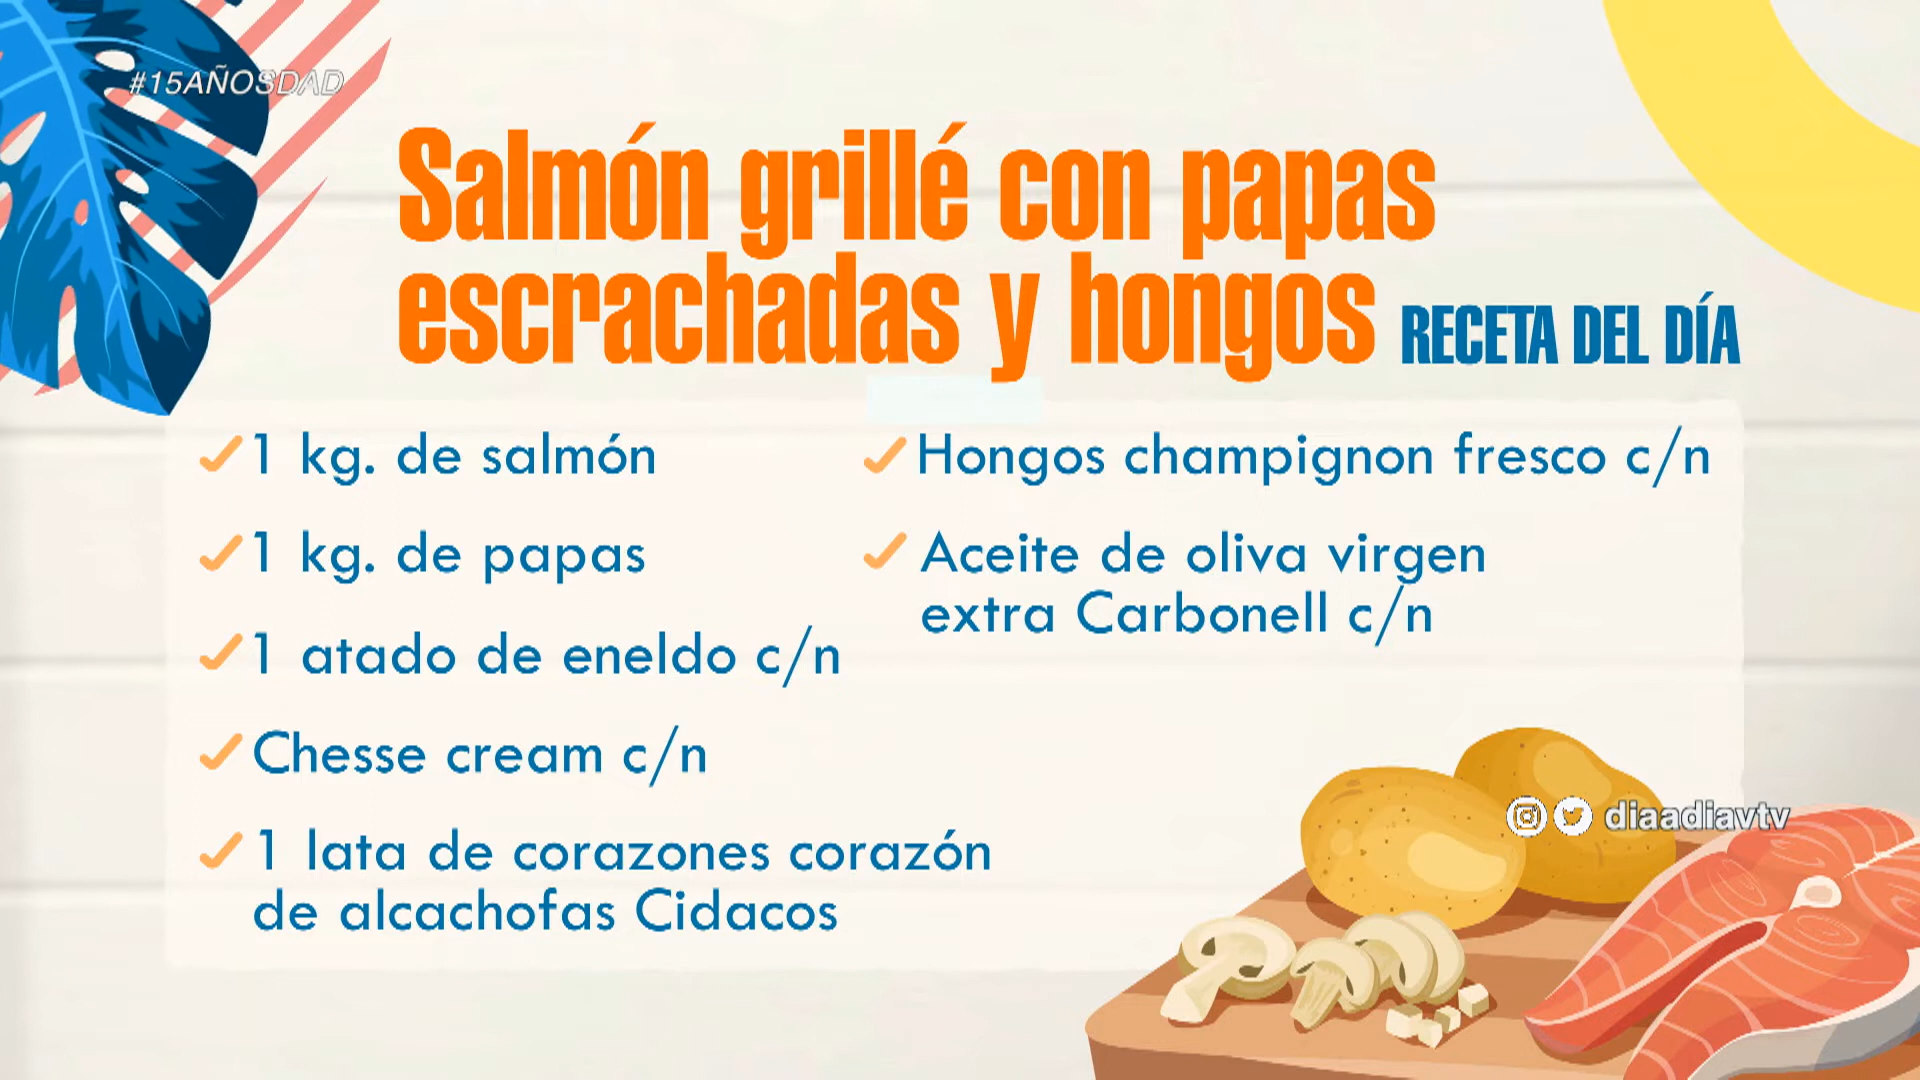 #15AÑOSDAD
Salmón grillé con papas
escrachadas y hongos RECETA DEL DÍA
1 kg. de salmón
1 kg. de papas
1 atado de eneldo c/n
Chesse cream c/n
1 lata de corazones corazón
de alcachofas Cidacos
Hongos champignon fresco c/n
Aceite de oliva virgen
extra Carbonell c/n
diaadiavtv